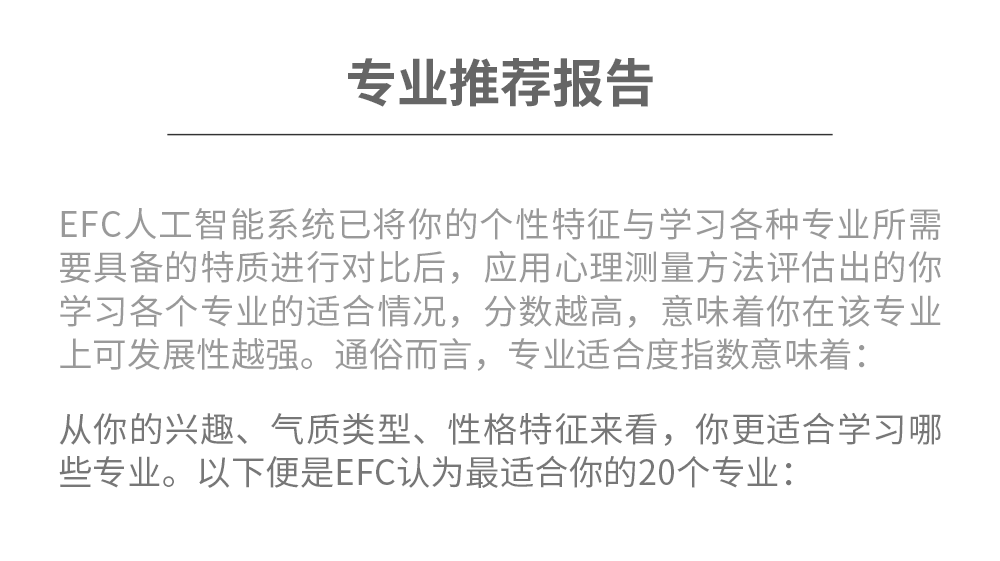 专业推荐报告
EFC人工智能系统已将你的个性特征与学习各种专业所需
要具备的特质进行对比后，应用心理测量方法评估出的你
学习各个专业的适合情况，分数越高，意味着你在该专业
上可发展性越强。通俗而言，专业适合度指数意味着：
从你的兴趣、气质类型、性格特征来看，你更适合学习哪
些专业。以下便是EFC认为最适合你的20个专业：